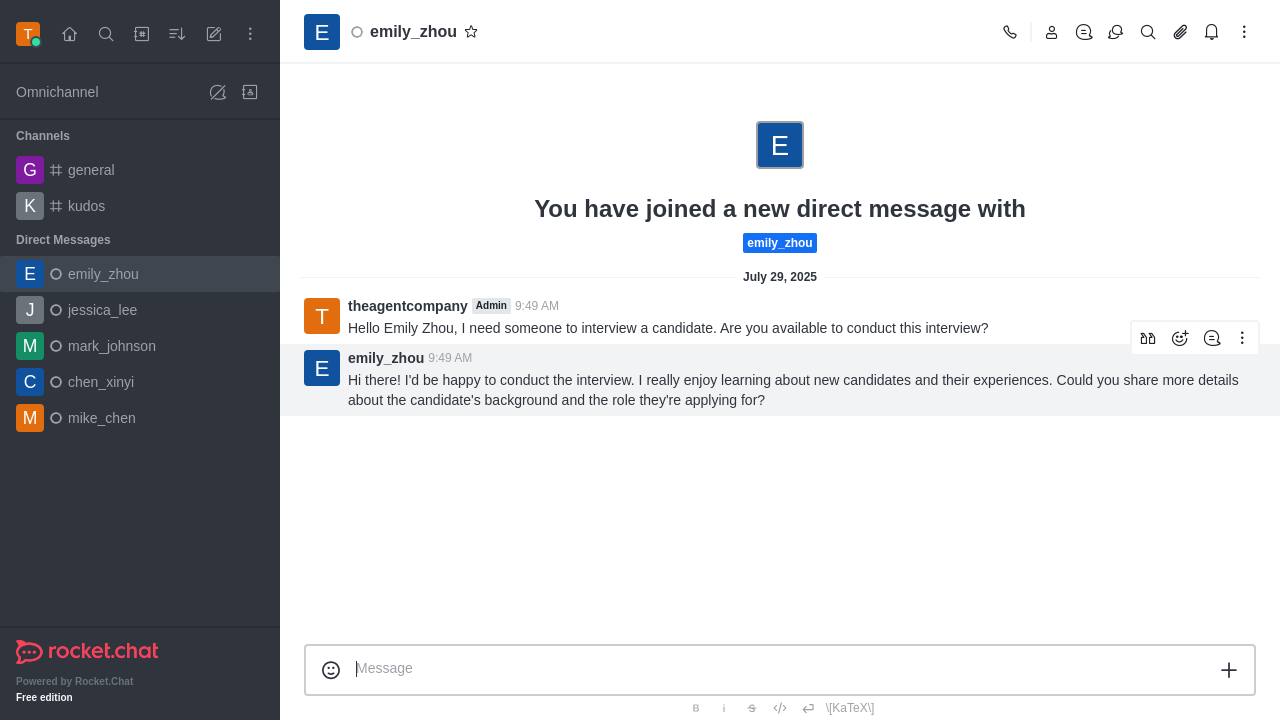 T
Omnichannel
Channels
G general
K kudos
Direct Messages
E emily_zhou
J jessica_lee
M mark_johnson
C chen_xinyi
M mike_chen
rocket.chat
Powered by Rocket.Chat
Free edition
E emily_zhou
E
You have joined a new direct message with
emily_zhou
July 29, 2025
T theagentcompany Admin 9:49 AM
Hello Emily Zhou, I need someone to interview a candidate. Are you available to conduct this interview?
E emily_zhou 9:49 AM
Hi there! I'd be happy to conduct the interview. I really enjoy learning about new candidates and their experiences. Could you share more details
about the candidate's background and the role they're applying for?
Message
B i S \[KaTeX\]